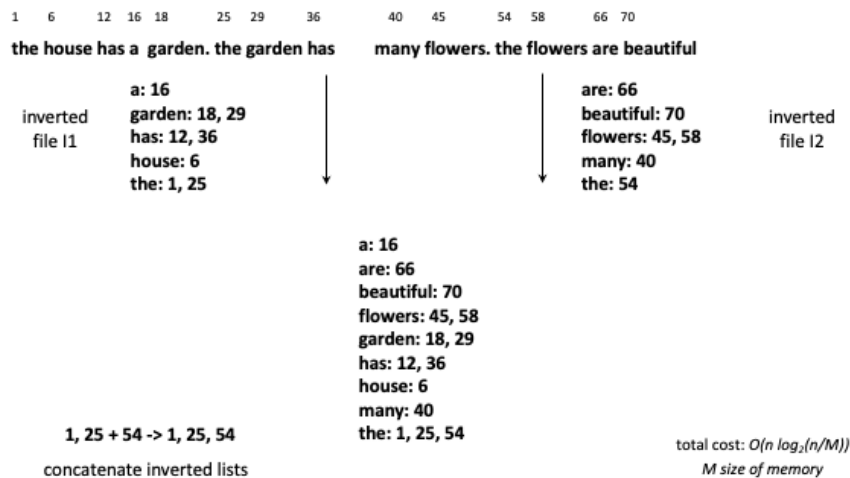 1 6 12 16 18 25 29 36 40 45 54 58 66 70
the house has a garden. the garden has many flowers. the flowers are beautiful
inverted
file I1
a: 16
garden: 18, 29
has: 12, 36
house: 6
the: 1, 25
are: 66
beautiful: 70
flowers: 45, 58
many: 40
the: 54
inverted
file I2
a: 16
are: 66
beautiful: 70
flowers: 45, 58
garden: 18, 29
has: 12, 36
house: 6
many: 40
the: 1, 25, 54
1, 25 + 54 -> 1, 25, 54
concatenate inverted lists
total cost: O(n log₂(n/M))
M size of memory